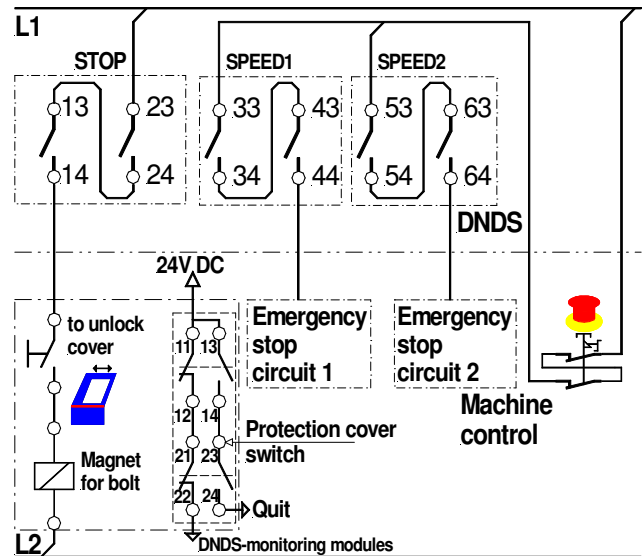 L1
STOP
SPEED1
SPEED2
13 23 33 43 53 63
14 24 34 44 54 64
DNDS
24V DC
to unlock
cover
11 13
12 14
21 23
22 24
Emergency
stop
circuit 1
Emergency
stop
circuit 2
Machine
control
Protection cover
switch
Magnet
for bolt
Quit
L2
DNDS-monitoring modules